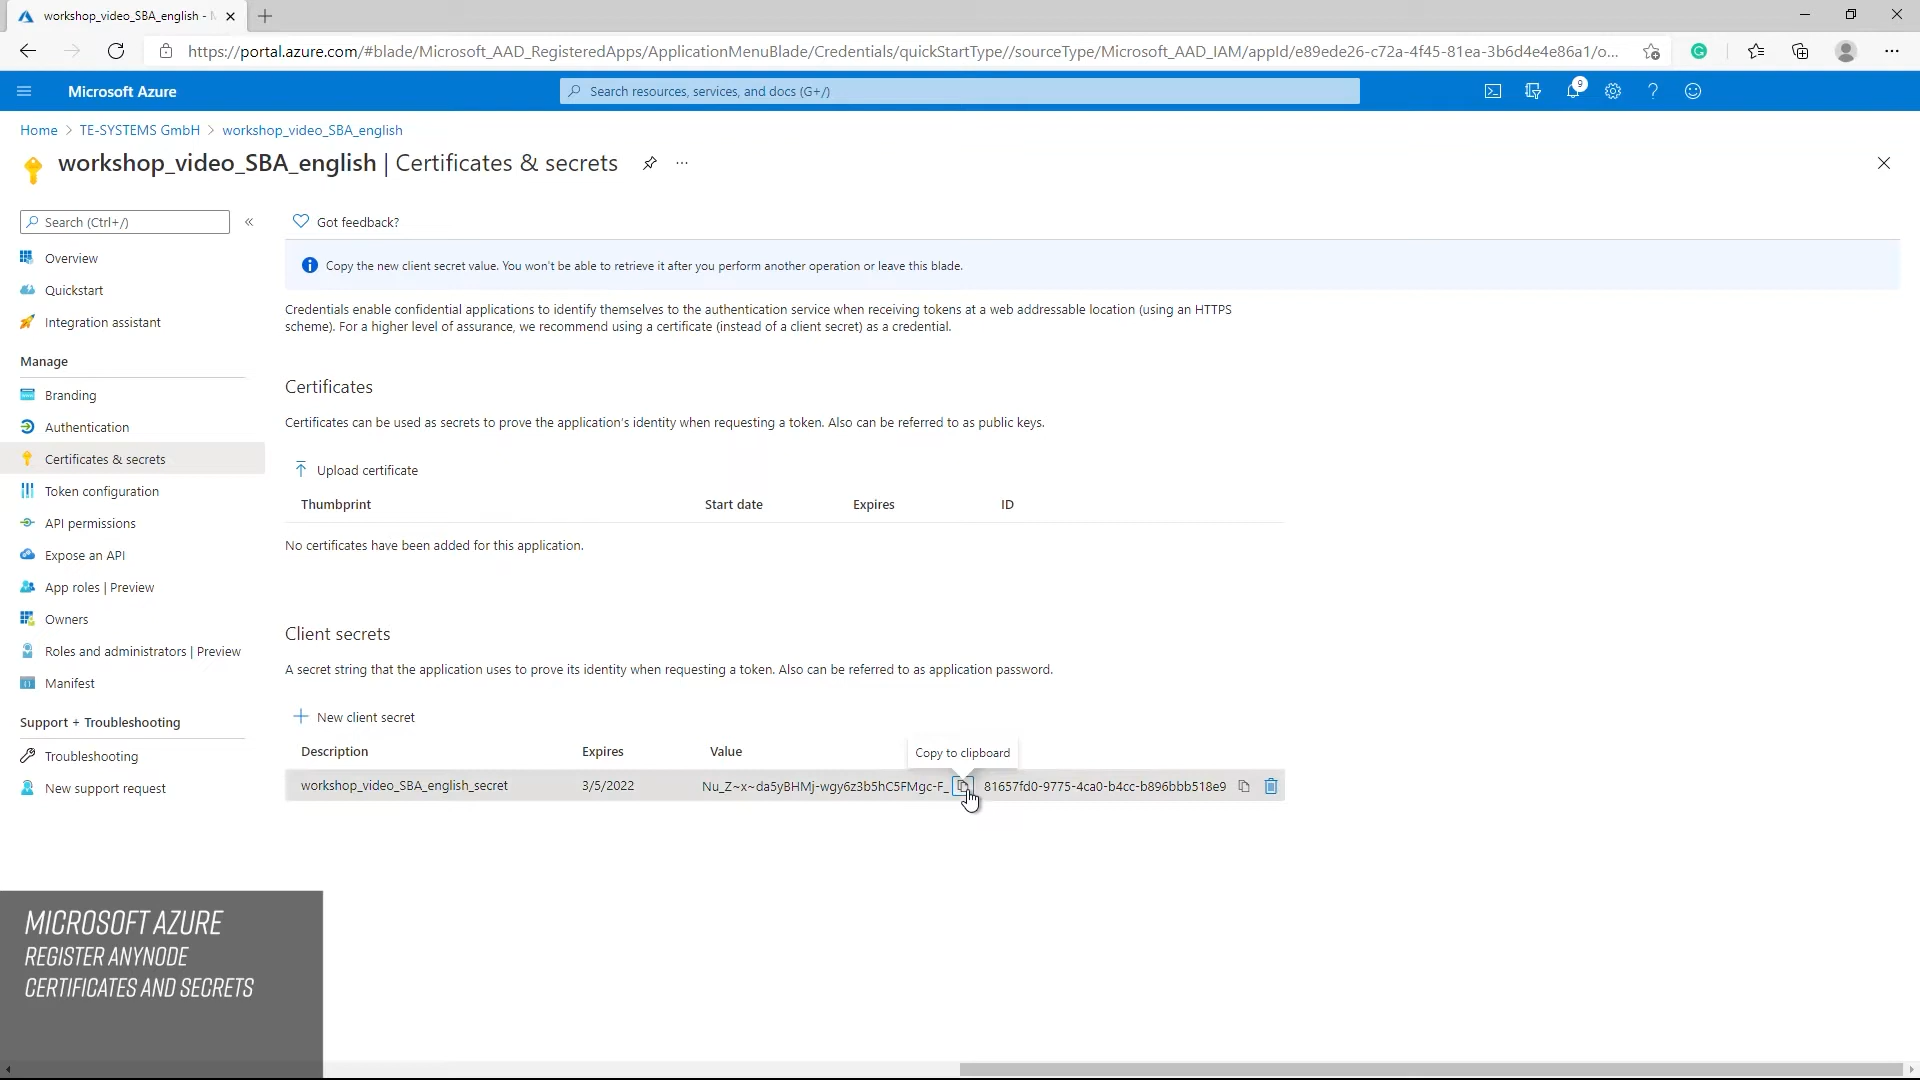 workshop_video_SBA_english -
https://portal.azure.com/#blade/Microsoft_AAD_RegisteredApps/ApplicationMenuBlade/Credentials/quickStartType//sourceType/Microsoft_AAD_IAM/appId/e89ede26-c72a-4f45-81ea-3b6d4e4e86a1/o...
Microsoft Azure
Search resources, services, and docs (G+/)
9
Home > TE-SYSTEMS GmbH > workshop_video_SBA_english
workshop_video_SBA_english | Certificates & secrets
Search (Ctrl+/)
Overview
Quickstart
Integration assistant
Manage
Branding
Authentication
Certificates & secrets
Token configuration
API permissions
Expose an API
App roles | Preview
Owners
Roles and administrators | Preview
Manifest
Support + Troubleshooting
Troubleshooting
New support request
Got feedback?
Copy the new client secret value. You won't be able to retrieve it after you perform another operation or leave this blade.
Credentials enable confidential applications to identify themselves to the authentication service when receiving tokens at a web addressable location (using an HTTPS
scheme). For a higher level of assurance, we recommend using a certificate (instead of a client secret) as a credential.
Certificates
Certificates can be used as secrets to prove the application's identity when requesting a token. Also can be referred to as public keys.
Upload certificate
Thumbprint Start date Expires ID
No certificates have been added for this application.
Client secrets
A secret string that the application uses to prove its identity when requesting a token. Also can be referred to as application password.
New client secret
Description Expires Value
Copy to clipboard
workshop_video_SBA_english_secret 3/5/2022 Nu_Z~x~da5yBHMj-wgy6z3b5hC5FMgc-F_ 81657fd0-9775-4ca0-b4cc-b896bbb518e9
MICROSOFT AZURE
REGISTER ANYNODE
CERTIFICATES AND SECRETS